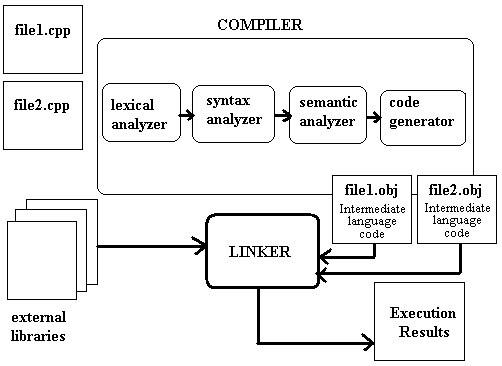 COMPILER
file1.cpp
file2.cpp
lexical
analyzer
syntax
analyzer
semantic
analyzer
code
generator
file1.obj
Intermediate
language
code
file2.obj
Intermediate
language
code
LINKER
external
libraries
Execution
Results